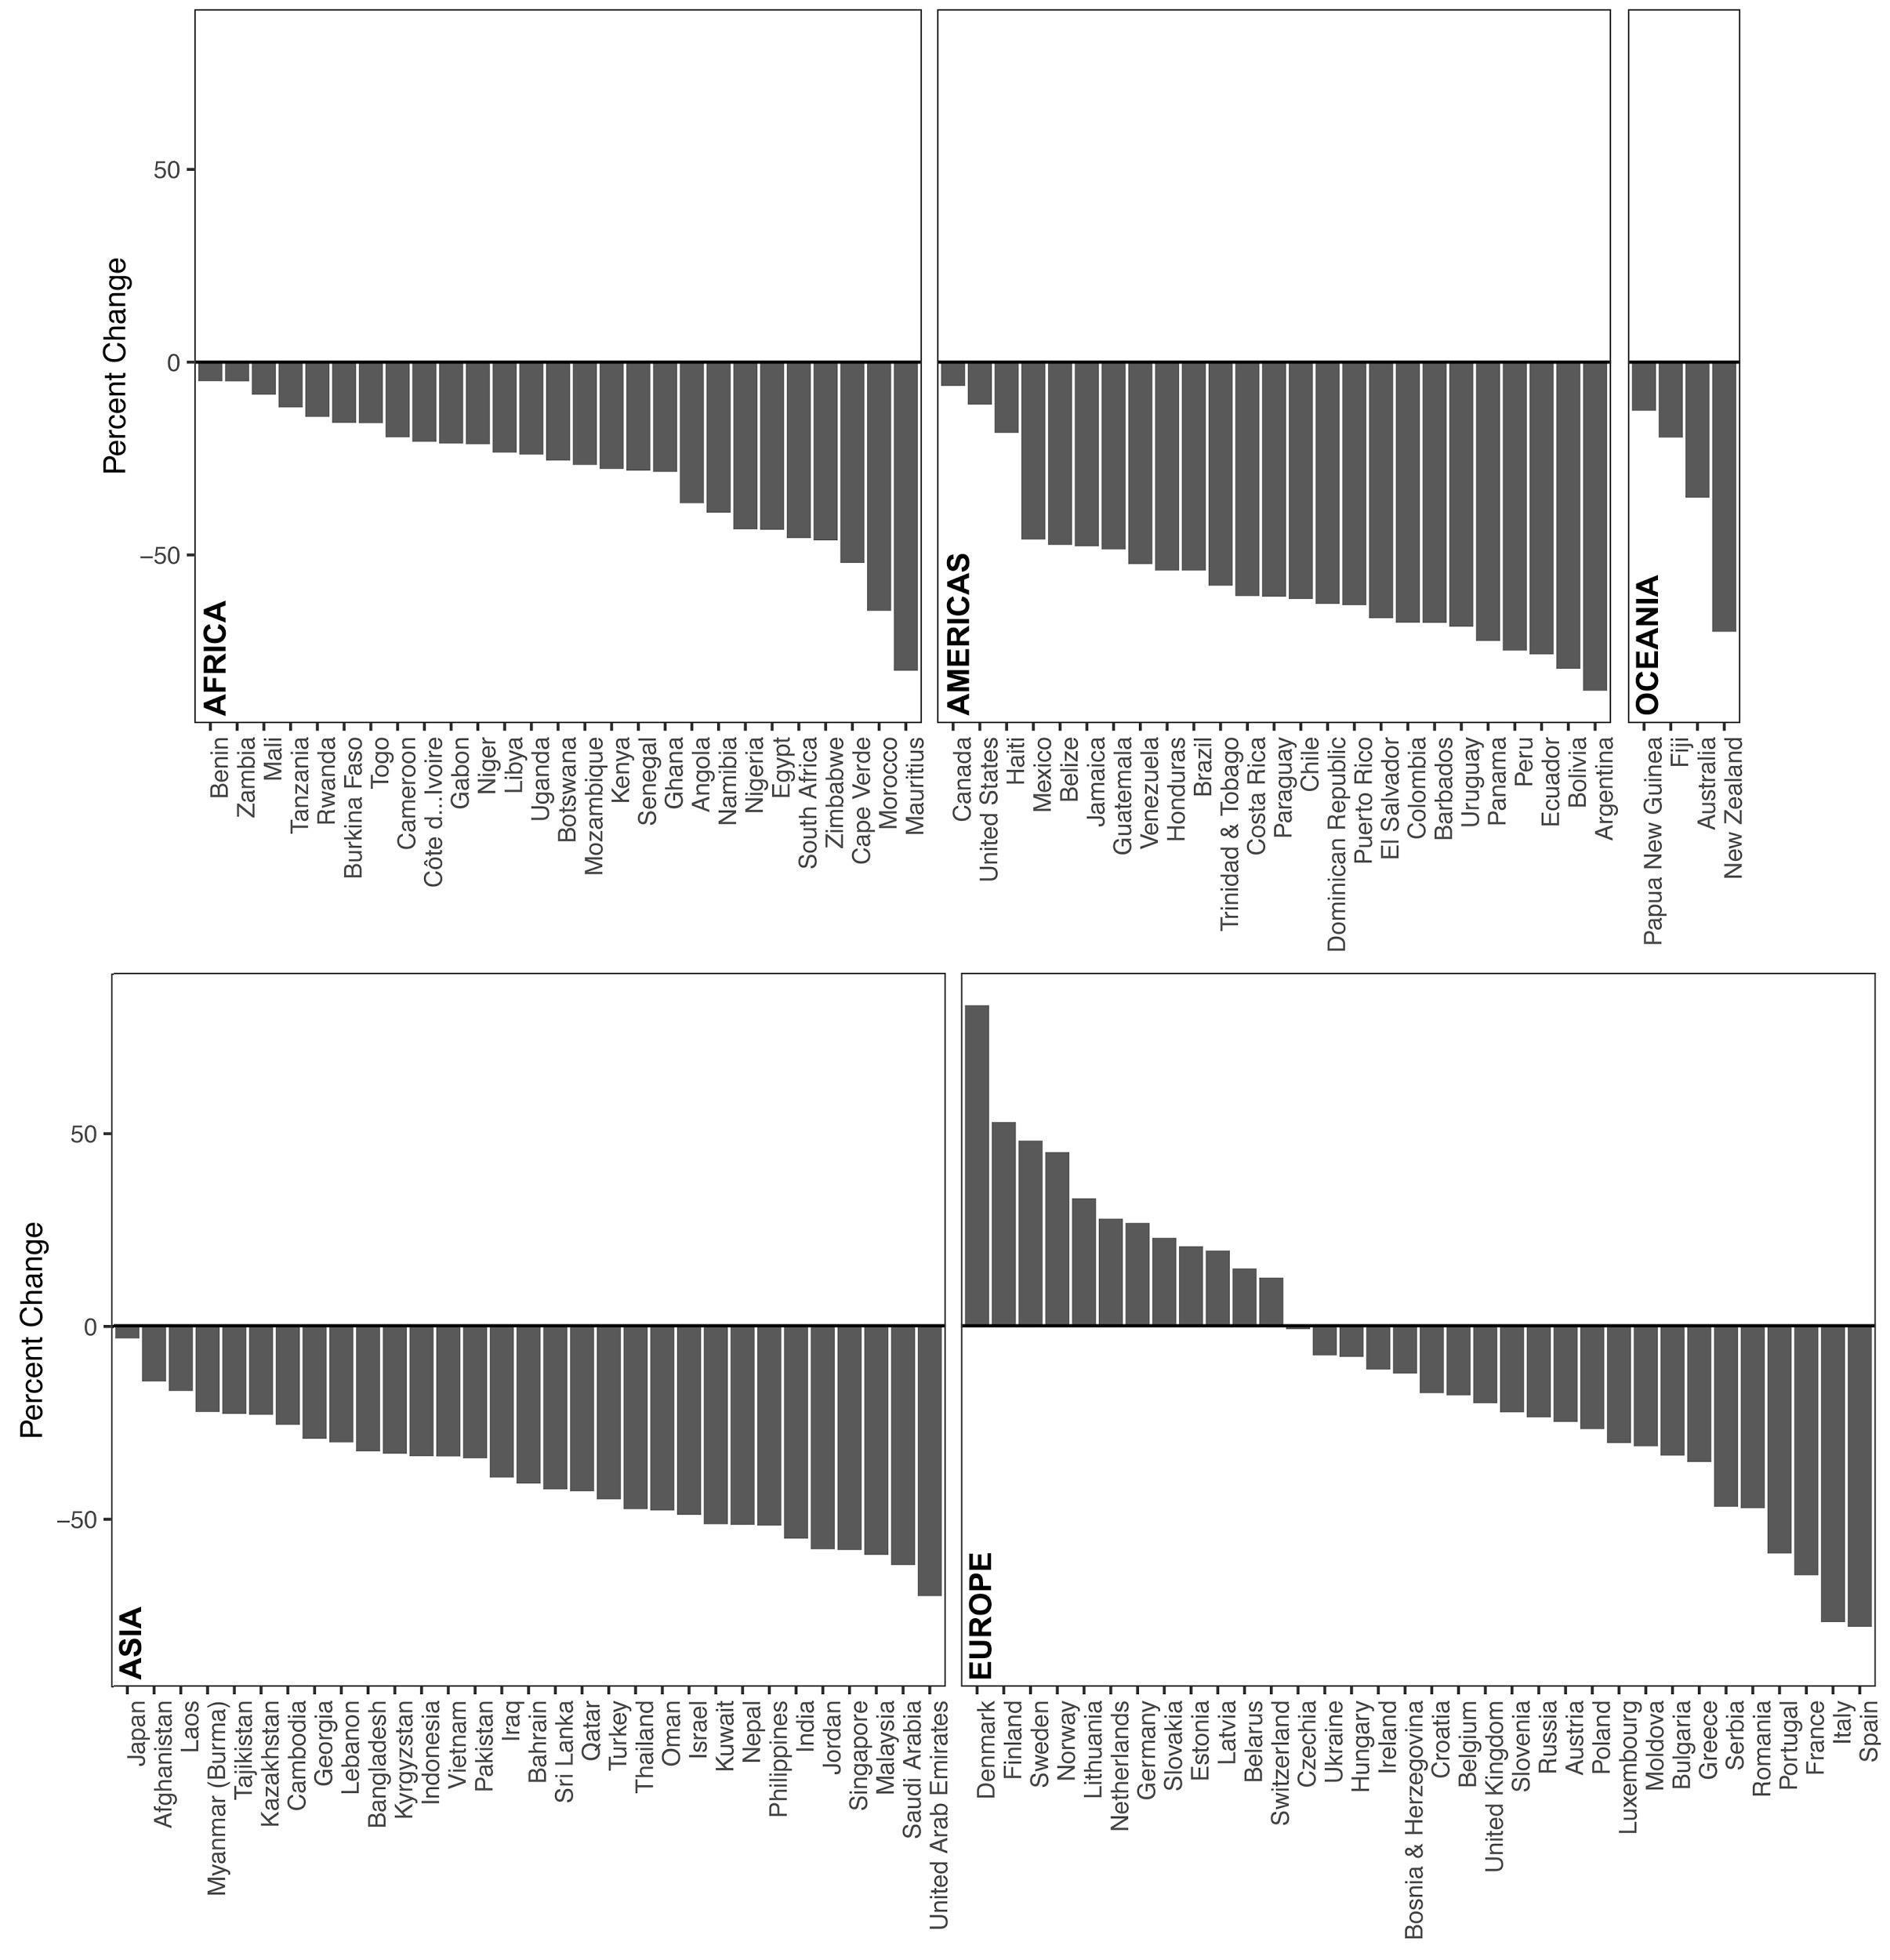 Percent Change
50
0
−50
AFRICA
Benin
Zambia
Mali
Tanzania
Rwanda
Burkina Faso
Togo
Cameroon
Côte d...Ivoire
Gabon
Niger
Libya
Uganda
Botswana
Mozambique
Kenya
Senegal
Ghana
Angola
Namibia
Nigeria
Egypt
South Africa
Zimbabwe
Cape Verde
Morocco
Mauritius
AMERICAS
Canada
United States
Haiti
Mexico
Belize
Jamaica
Guatemala
Venezuela
Honduras
Brazil
Trinidad & Tobago
Costa Rica
Paraguay
Chile
Dominican Republic
Puerto Rico
El Salvador
Colombia
Barbados
Uruguay
Panama
Peru
Ecuador
Bolivia
Argentina
OCEANIA
Papua New Guinea
Fiji
Australia
New Zealand
Percent Change
50
0
−50
ASIA
Japan
Afghanistan
Laos
Myanmar (Burma)
Tajikistan
Kazakhstan
Cambodia
Georgia
Lebanon
Bangladesh
Kyrgyzstan
Indonesia
Vietnam
Pakistan
Iraq
Bahrain
Sri Lanka
Qatar
Turkey
Thailand
Oman
Israel
Kuwait
Nepal
Philippines
India
Jordan
Singapore
Malaysia
Saudi Arabia
United Arab Emirates
EUROPE
Denmark
Finland
Sweden
Norway
Lithuania
Netherlands
Germany
Slovakia
Estonia
Latvia
Belarus
Switzerland
Czechia
Ukraine
Hungary
Ireland
Bosnia & Herzegovina
Croatia
Belgium
United Kingdom
Slovenia
Russia
Austria
Poland
Luxembourg
Moldova
Bulgaria
Greece
Serbia
Romania
Portugal
France
Italy
Spain